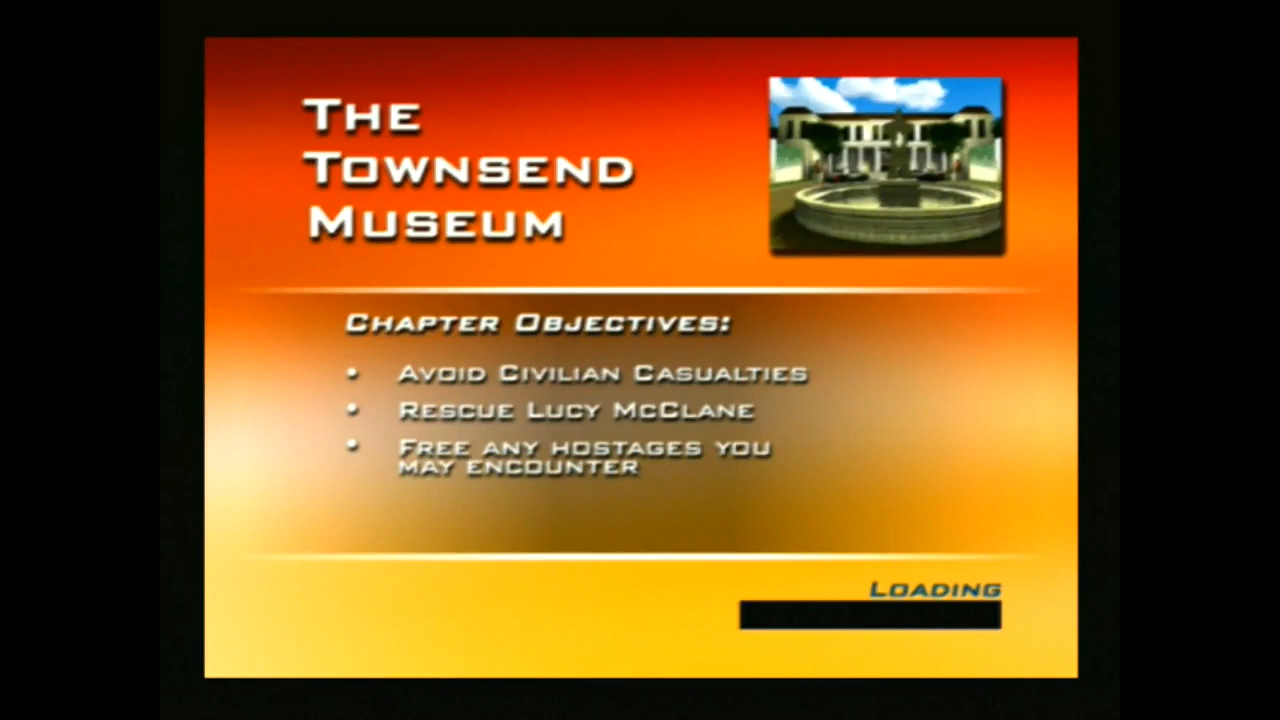 The
Townsend
Museum
Chapter Objectives:
• Avoid Civilian Casualties
• Rescue Lucy McClane
• Free any hostages you
may encounter
Loading